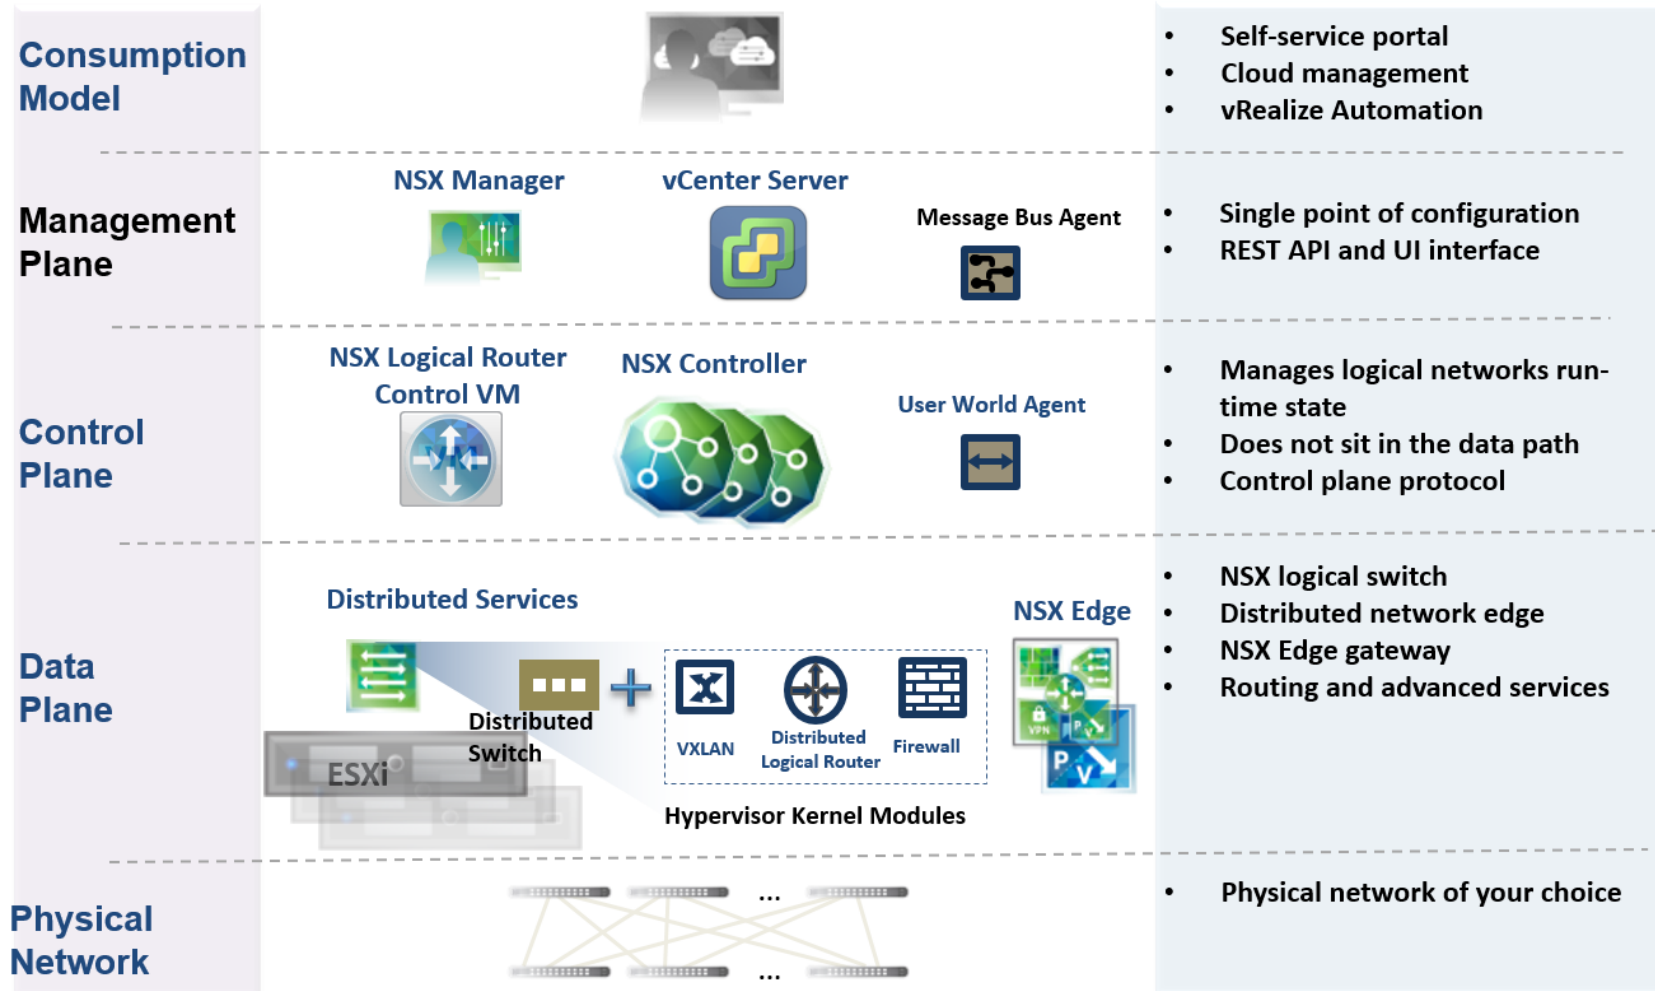 Consumption
Model
• Self-service portal
• Cloud management
• vRealize Automation
Management
Plane
NSX Manager
vCenter Server
Message Bus Agent
• Single point of configuration
• REST API and UI interface
Control
Plane
NSX Logical Router
Control VM
VM
NSX Controller
User World Agent
• Manages logical networks run-
time state
• Does not sit in the data path
• Control plane protocol
Data
Plane
Distributed Services
ESXi
Distributed
Switch
VXLAN
Distributed
Logical Router
Firewall
Hypervisor Kernel Modules
NSX Edge
VPN
P V
P V
• NSX logical switch
• Distributed network edge
• NSX Edge gateway
• Routing and advanced services
Physical
Network
...
...
• Physical network of your choice